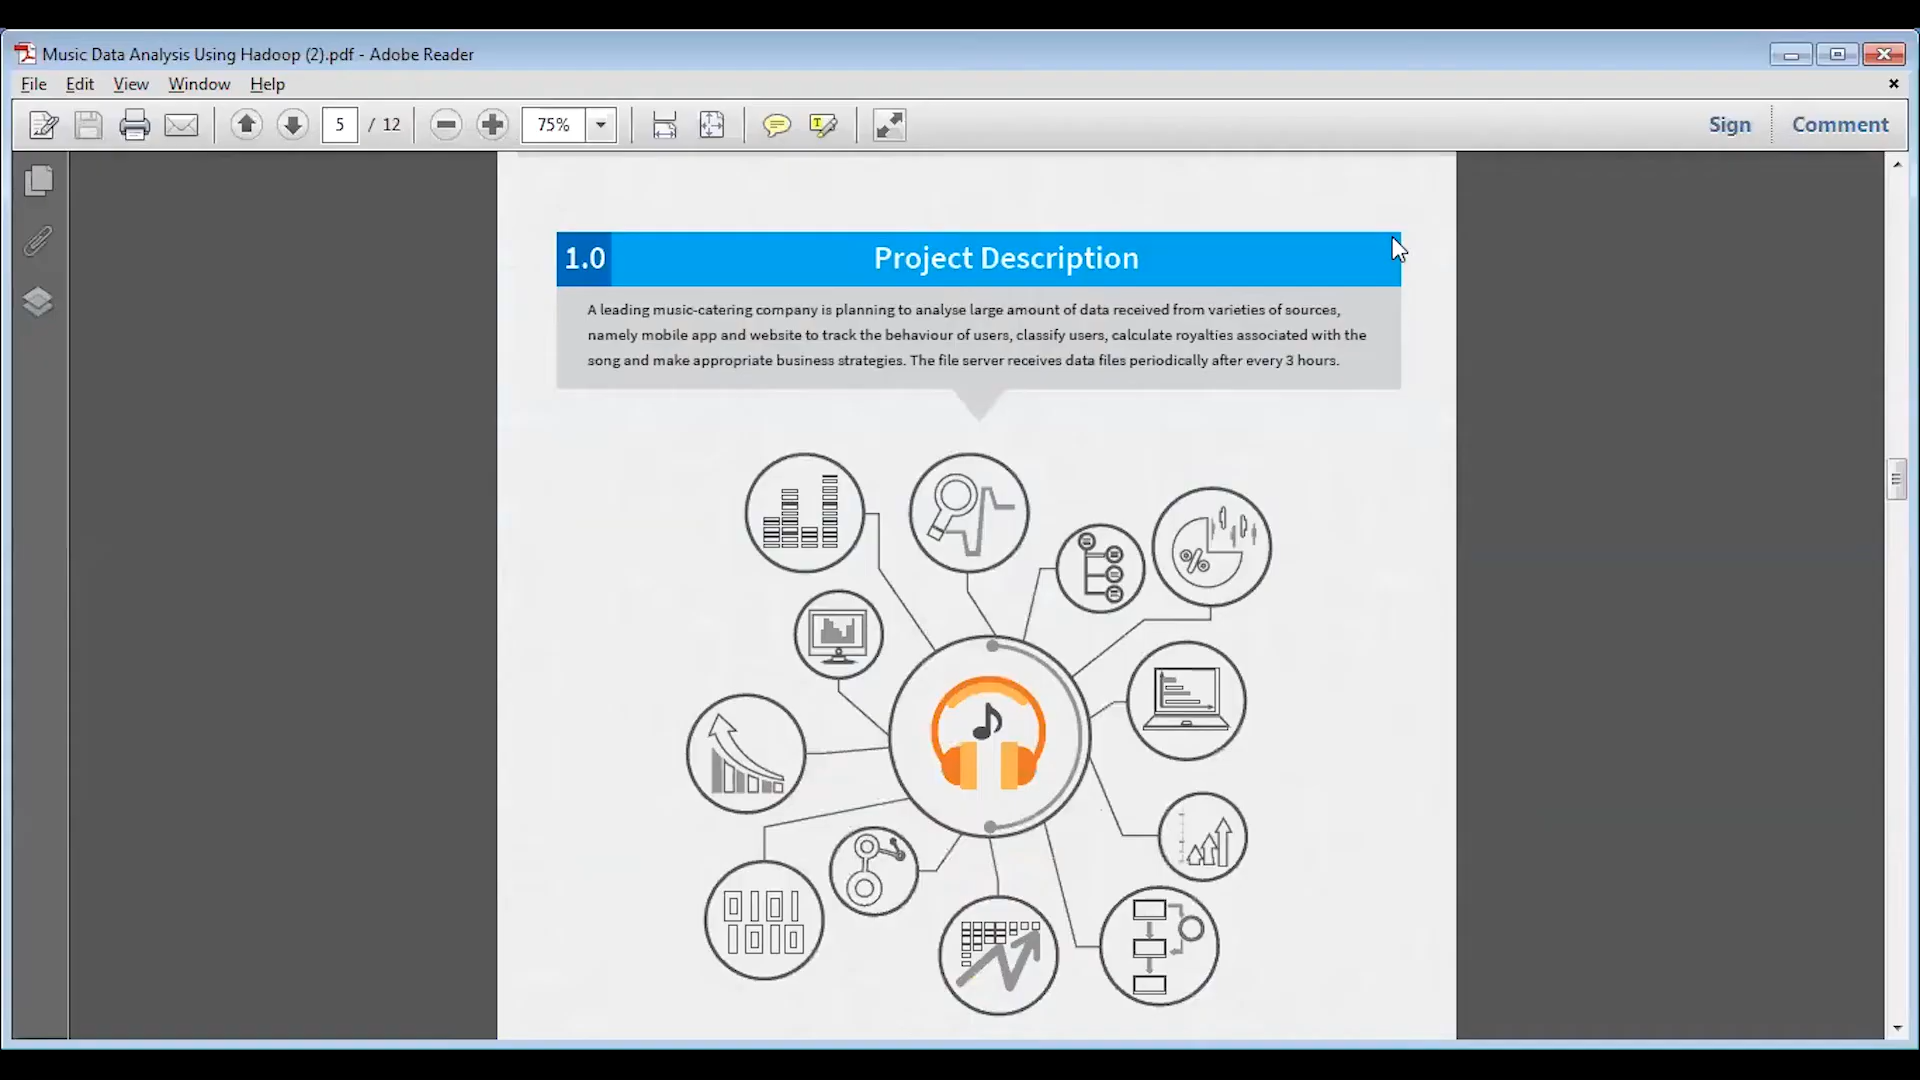 Music Data Analysis Using Hadoop (2).pdf - Adobe Reader
File Edit View Window Help
5 / 12 75% Sign Comment
1.0 Project Description
A leading music-catering company is planning to analyse large amount of data received from varieties of sources,
namely mobile app and website to track the behaviour of users, classify users, calculate royalties associated with the
song and make appropriate business strategies. The file server receives data files periodically after every 3 hours.
%
0101
1010